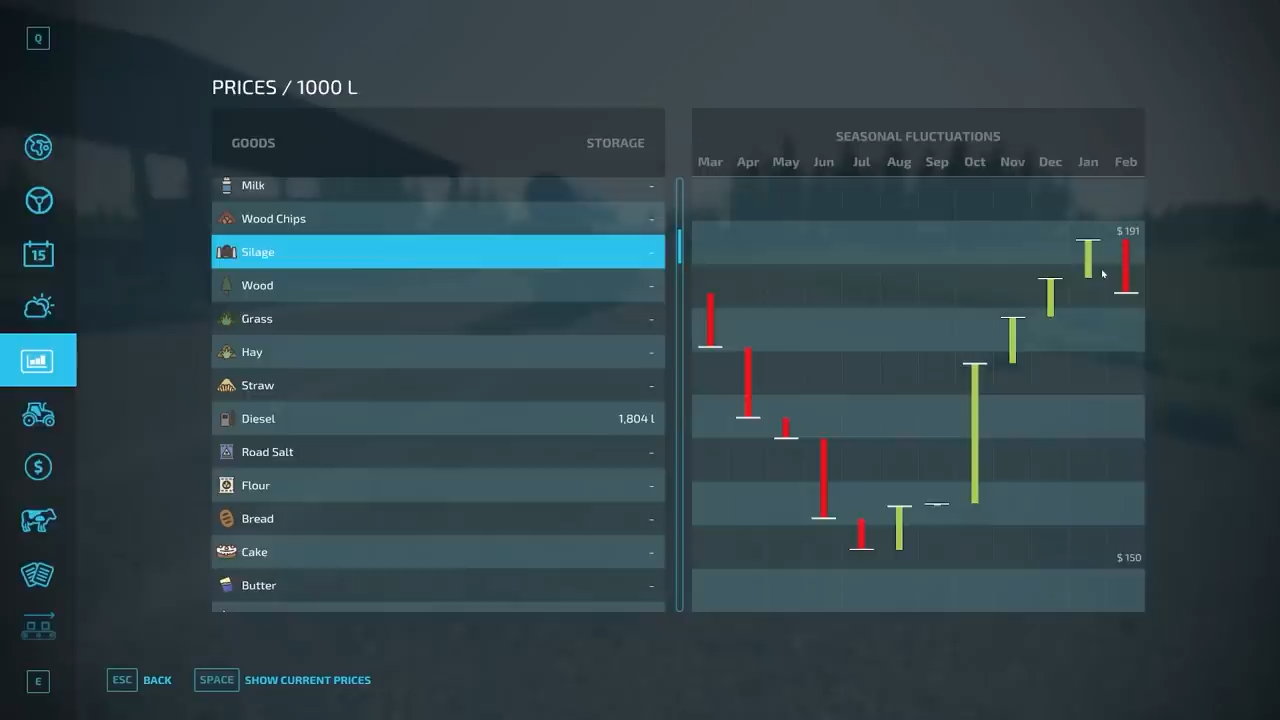 Q
PRICES / 1000 L
GOODS STORAGE
SEASONAL FLUCTUATIONS
Mar Apr May Jun Jul Aug Sep Oct Nov Dec Jan Feb
Milk -
Wood Chips -
$ 191
Silage -
15
Wood -
Grass -
Hay -
Straw -
Diesel 1,804 l
Road Salt -
$
Flour -
Bread -
Cake -
$ 150
Butter -
E
ESC BACK SPACE SHOW CURRENT PRICES